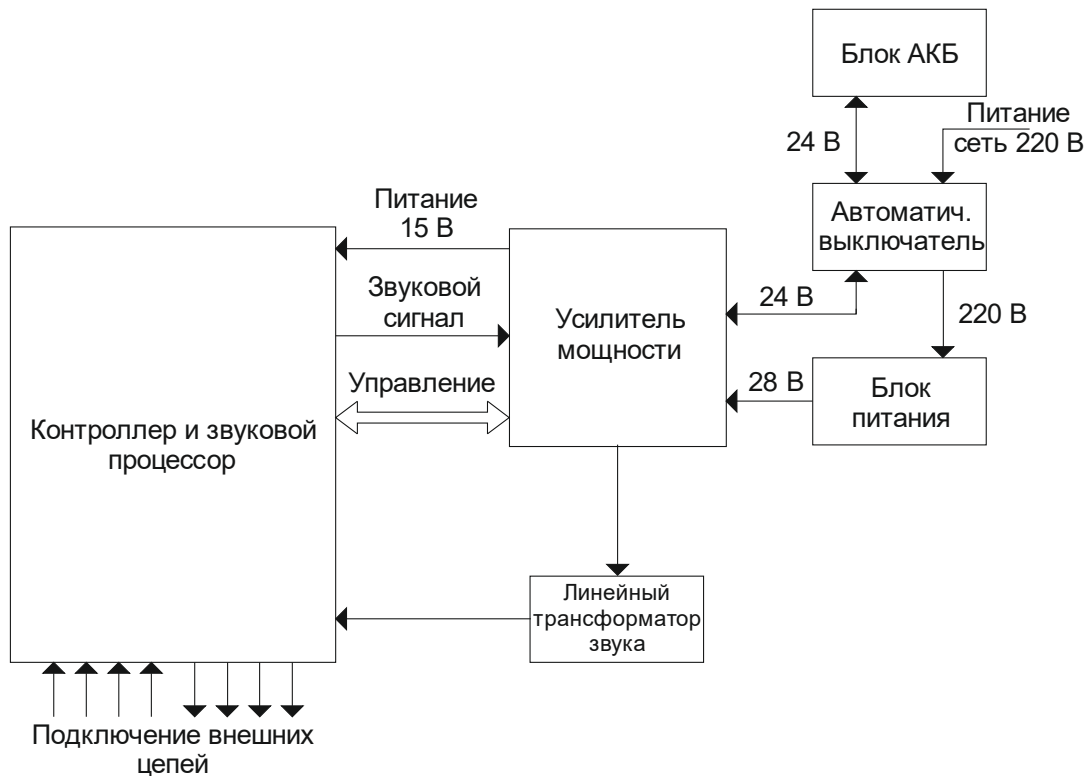 Блок АКБ
24 В
Питание
сеть 220 В
Автоматич.
выключатель
Питание
15 В
Звуковой
сигнал
Управление
Контроллер и звуковой
процессор
Усилитель
мощности
24 В
220 В
28 В
Блок
питания
Линейный
трансформатор
звука
Подключение внешних
цепей